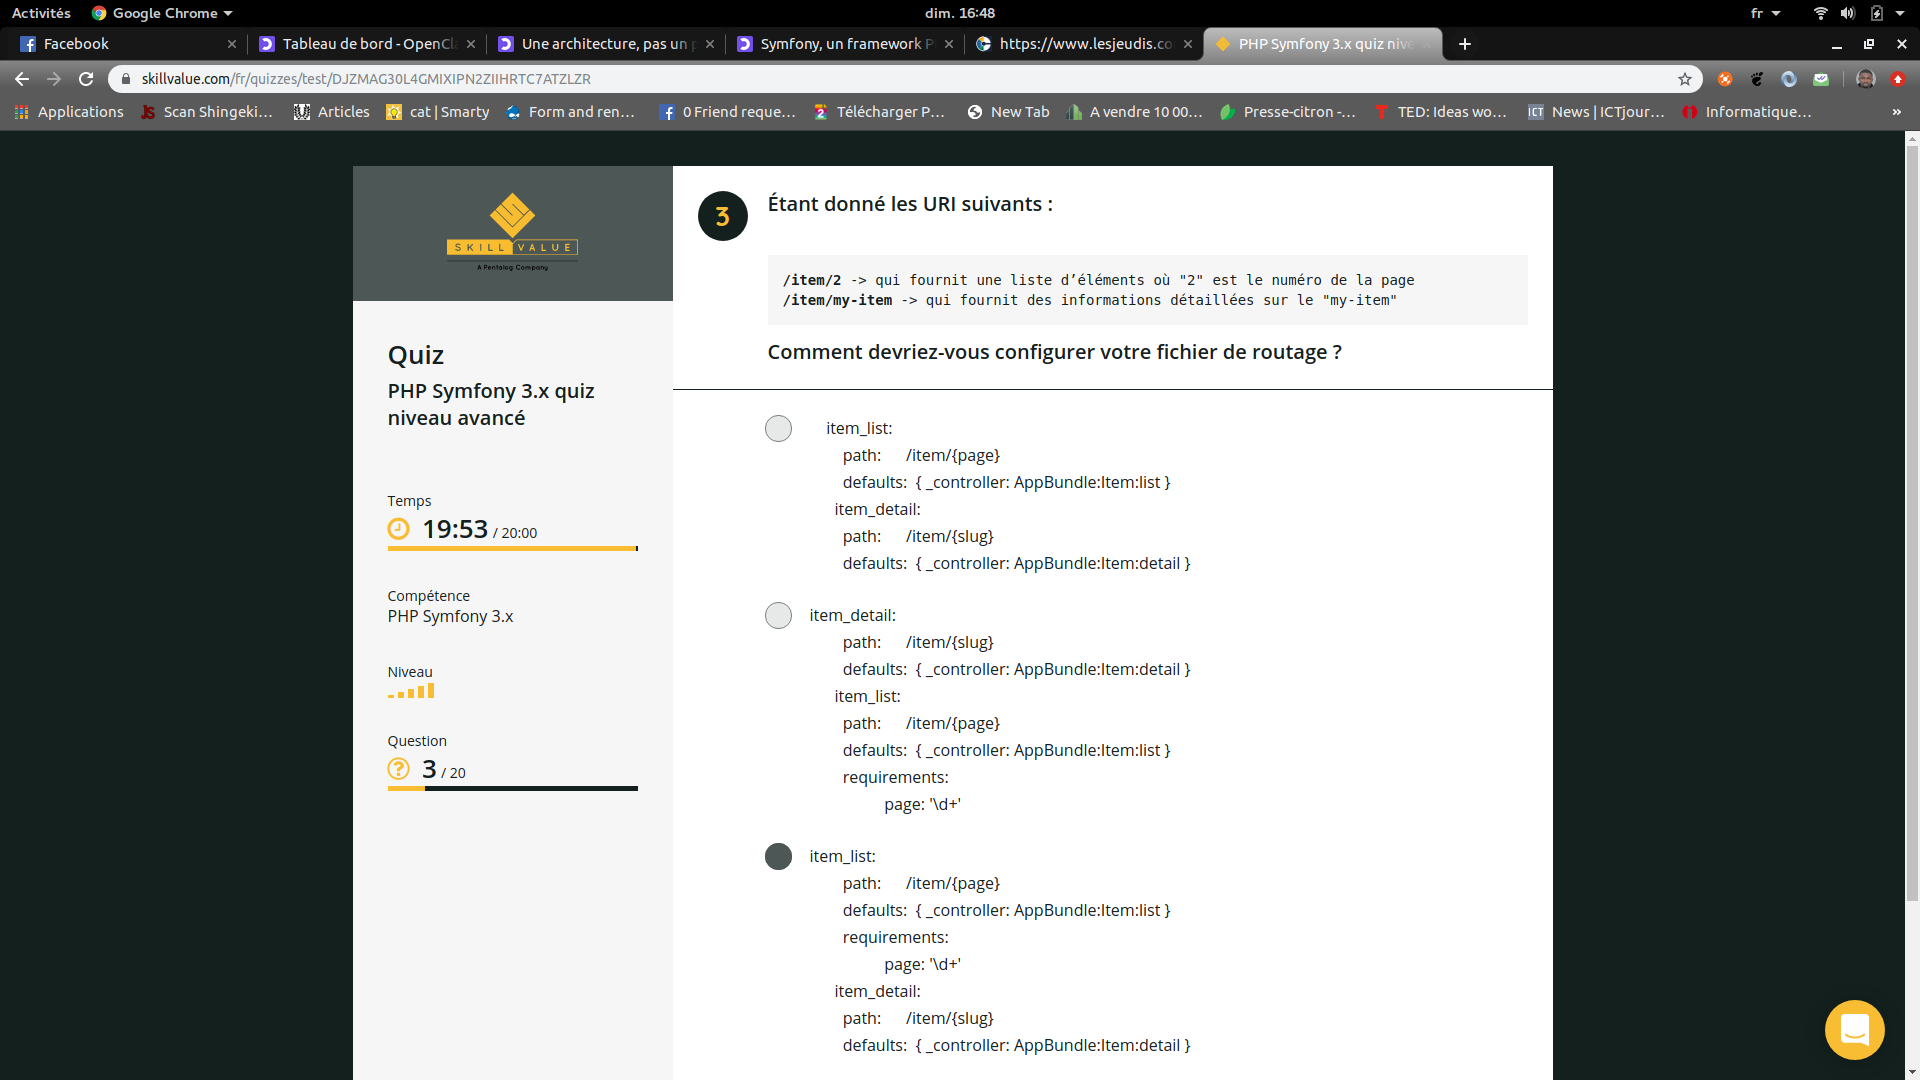 Activités
Google Chrome
dim. 16:48
fr
Facebook
Tableau de bord - OpenCl
Une architecture, pas un p
Symfony, un framework P
https://www.lesjeudis.co
PHP Symfony 3.x quiz nive
skillvalue.com/fr/quizzes/test/DJZMAG30L4GMIXIPN2ZIIHRTC7ATZLZR
Applications
JS
Scan Shingeki...
Articles
cat | Smarty
Form and ren...
0 Friend reque...
Télécharger P...
New Tab
A vendre 10 00...
Presse-citron -...
TED: Ideas wo...
ICT
News | ICTjour...
Informatique...
»
SKILL VALUE
A Pentalog Company
Quiz
PHP Symfony 3.x quiz
niveau avancé
Temps
19:53 / 20:00
Compétence
PHP Symfony 3.x
Niveau
Question
3 / 20
3
Étant donné les URI suivants :
/item/2 -> qui fournit une liste d’éléments où "2" est le numéro de la page
/item/my-item -> qui fournit des informations détaillées sur le "my-item"
Comment devriez-vous configurer votre fichier de routage ?
item_list:
path: /item/{page}
defaults: { _controller: AppBundle:Item:list }
item_detail:
path: /item/{slug}
defaults: { _controller: AppBundle:Item:detail }
item_detail:
path: /item/{slug}
defaults: { _controller: AppBundle:Item:detail }
item_list:
path: /item/{page}
defaults: { _controller: AppBundle:Item:list }
requirements:
page: '\d+'
item_list:
path: /item/{page}
defaults: { _controller: AppBundle:Item:list }
requirements:
page: '\d+'
item_detail:
path: /item/{slug}
defaults: { _controller: AppBundle:Item:detail }